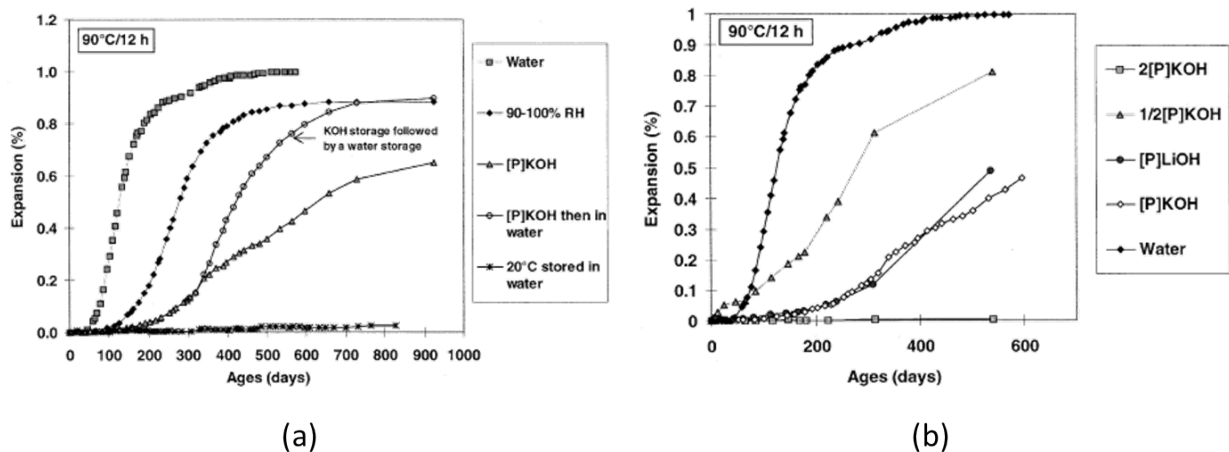 90°C/12 h
1.2
1.0
0.8
0.6
0.4
0.2
0.0
Expansion (%)
0 100 200 300 400 500 600 700 800 900 1000
Ages (days)
KOH storage followed
by a water storage
Water
90-100% RH
[P]KOH
[P]KOH then in
water
20°C stored in
water
(a)
90°C/12 h
1
0.9
0.8
0.7
0.6
0.5
0.4
0.3
0.2
0.1
0
Expansion (%)
0 200 400 600
Ages (days)
2[P]KOH
1/2[P]KOH
[P]LiOH
[P]KOH
Water
(b)